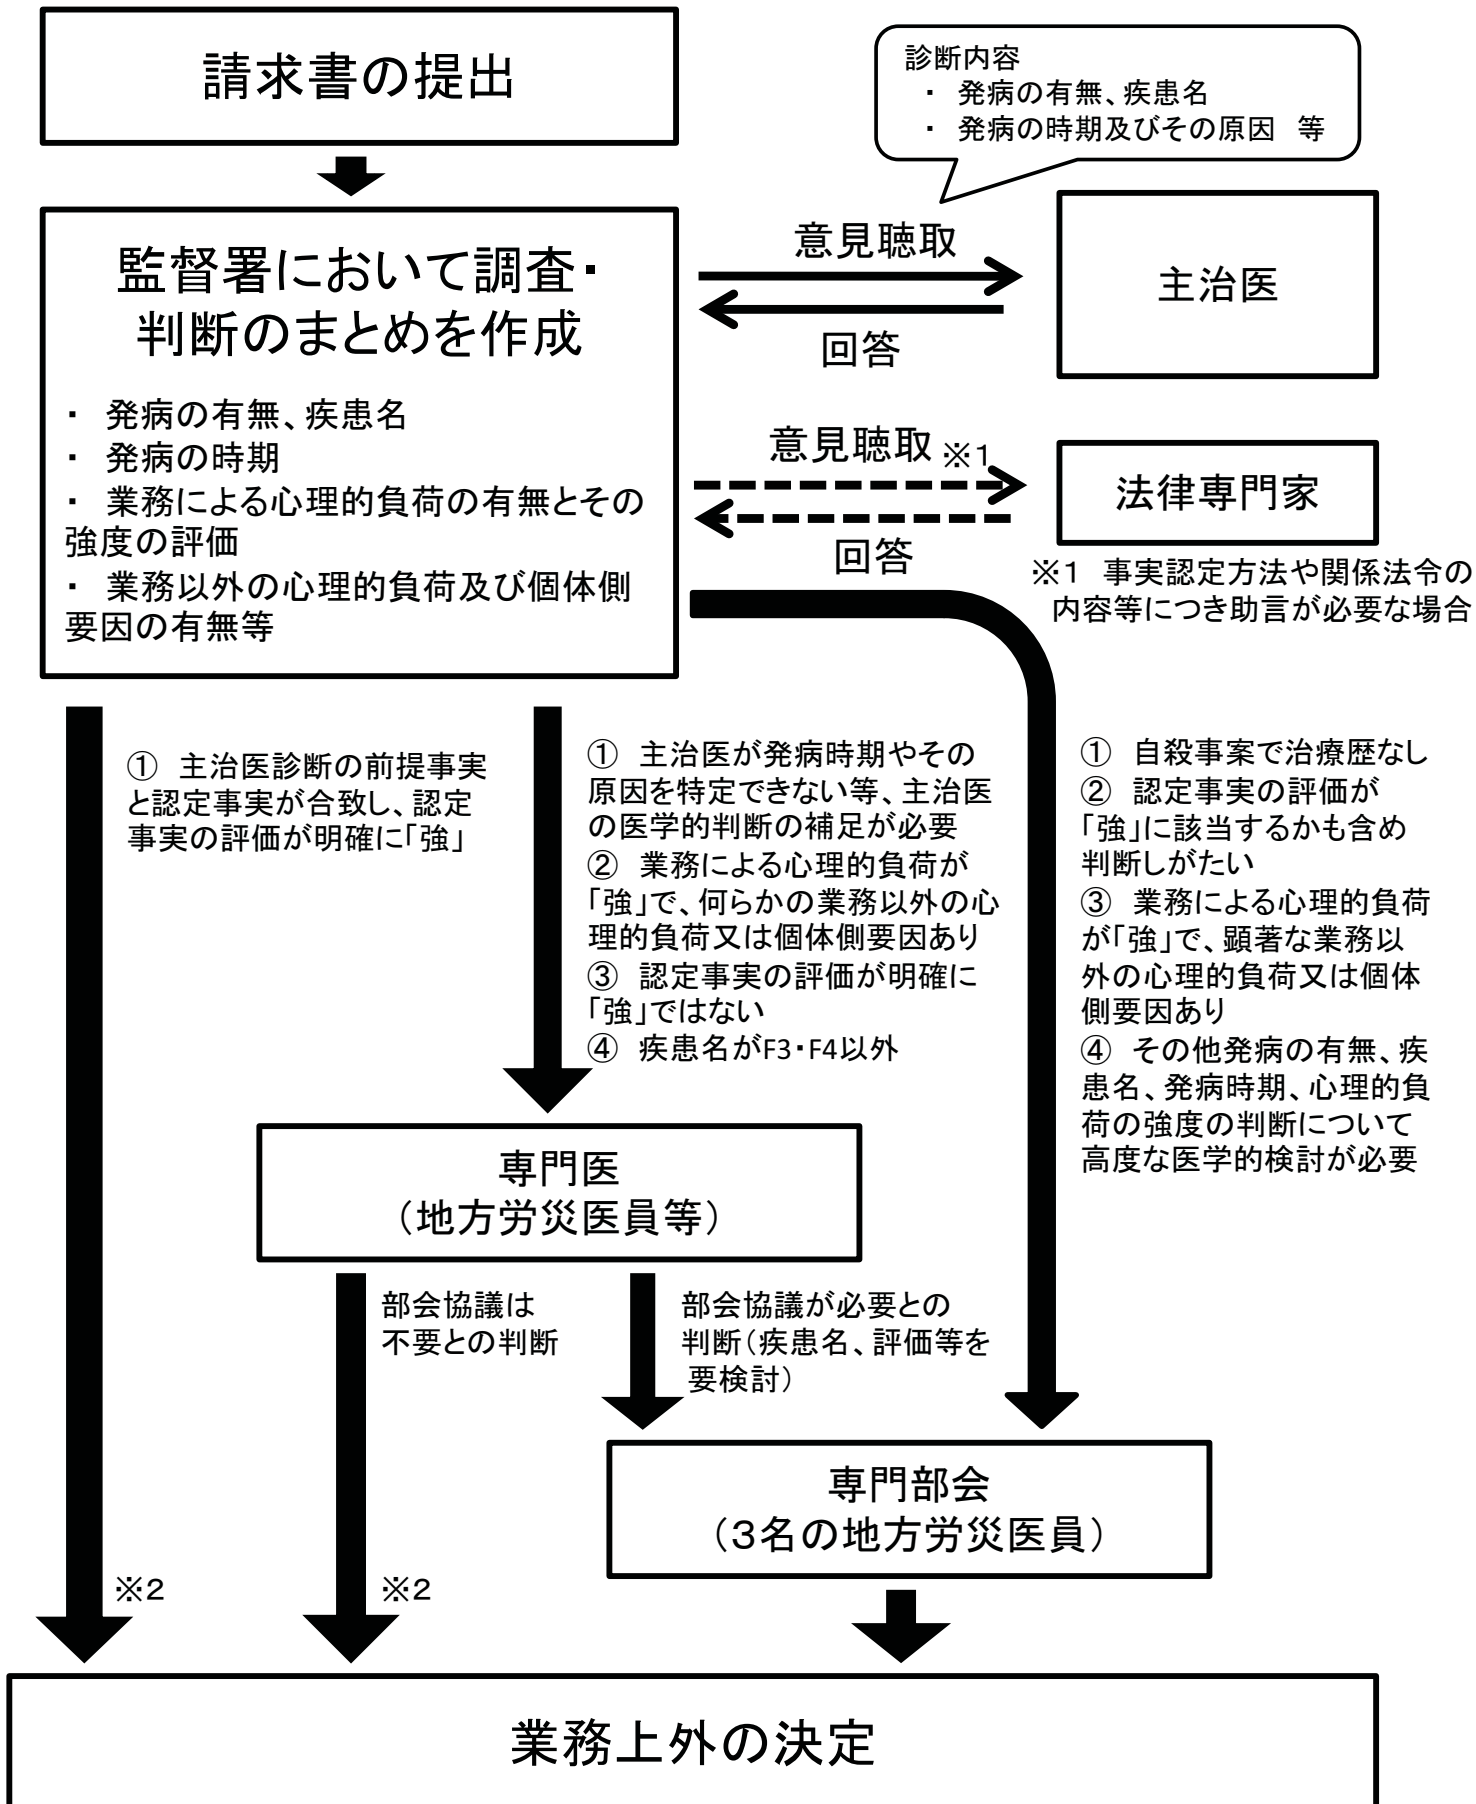 請求書の提出
診断内容
・ 発病の有無、疾患名
・ 発病の時期及びその原因 等
監督署において調査・
判断のまとめを作成
・ 発病の有無、疾患名
・ 発病の時期
・ 業務による心理的負荷の有無とその
強度の評価
・ 業務以外の心理的負荷及び個体側
要因の有無等
意見聴取
回答
主治医
意見聴取 ※1
回答
法律専門家
※1 事実認定方法や関係法令の
内容等につき助言が必要な場合
① 主治医診断の前提事実
と認定事実が合致し、認定
事実の評価が明確に「強」
① 主治医が発病時期やその
原因を特定できない等、主治医
の医学的判断の補足が必要
② 業務による心理的負荷が
「強」で、何らかの業務以外の心
理的負荷又は個体側要因あり
③ 認定事実の評価が明確に
「強」ではない
④ 疾患名がF3・F4以外
① 自殺事案で治療歴なし
② 認定事実の評価が
「強」に該当するかも含め
判断しがたい
③ 業務による心理的負荷
が「強」で、顕著な業務以
外の心理的負荷又は個体
側要因あり
④ その他発病の有無、疾
患名、発病時期、心理的負
荷の強度の判断について
高度な医学的検討が必要
専門医
（地方労災医員等）
部会協議は
不要との判断
部会協議が必要との
判断（疾患名、評価等を
要検討）
専門部会
（3名の地方労災医員）
※2
※2
業務上外の決定